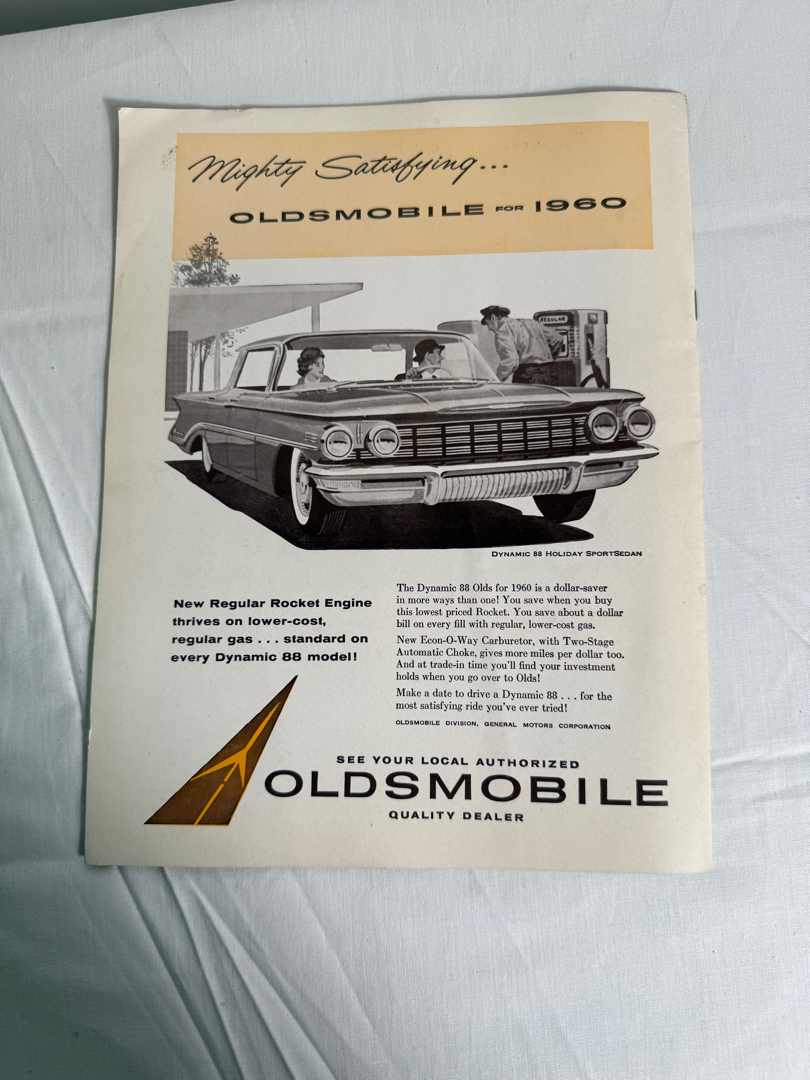 Mighty Satisfying...
OLDSMOBILE FOR 1960
REGULAR
DYNAMIC 88 HOLIDAY SPORTSEDAN
New Regular Rocket Engine
thrives on lower-cost,
regular gas . . . standard on
every Dynamic 88 model!
The Dynamic 88 Olds for 1960 is a dollar-saver
in more ways than one! You save when you buy
this lowest priced Rocket. You save about a dollar
bill on every fill with regular, lower-cost gas.
New Econ-O-Way Carburetor, with Two-Stage
Automatic Choke, gives more miles per dollar too.
And at trade-in time you'll find your investment
holds when you go over to Olds!
Make a date to drive a Dynamic 88 . . . for the
most satisfying ride you've ever tried!
OLDSMOBILE DIVISION, GENERAL MOTORS CORPORATION
SEE YOUR LOCAL AUTHORIZED
OLDSMOBILE
QUALITY DEALER